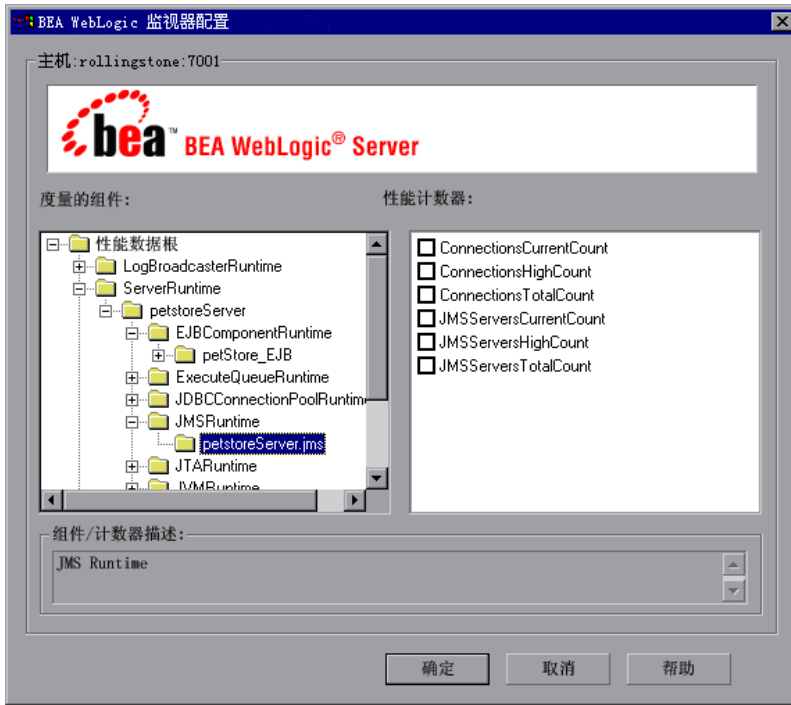 BEA WebLogic 监视器配置
主机:rollingstone:7001
bea™ BEA WebLogic® Server
度量的组件:
性能计数器:
性能数据根
LogBroadcasterRuntime
ServerRuntime
petstoreServer
EJBComponentRuntime
petStore_EJB
ExecuteQueueRuntime
JDBCConnectionPoolRuntim
JMSRuntime
petstoreServer.jms
JTARuntime
JVMRuntime
ConnectionsCurrentCount
ConnectionsHighCount
ConnectionsTotalCount
JMSServersCurrentCount
JMSServersHighCount
JMSServersTotalCount
组件/计数器描述:
JMS Runtime
确定
取消
帮助